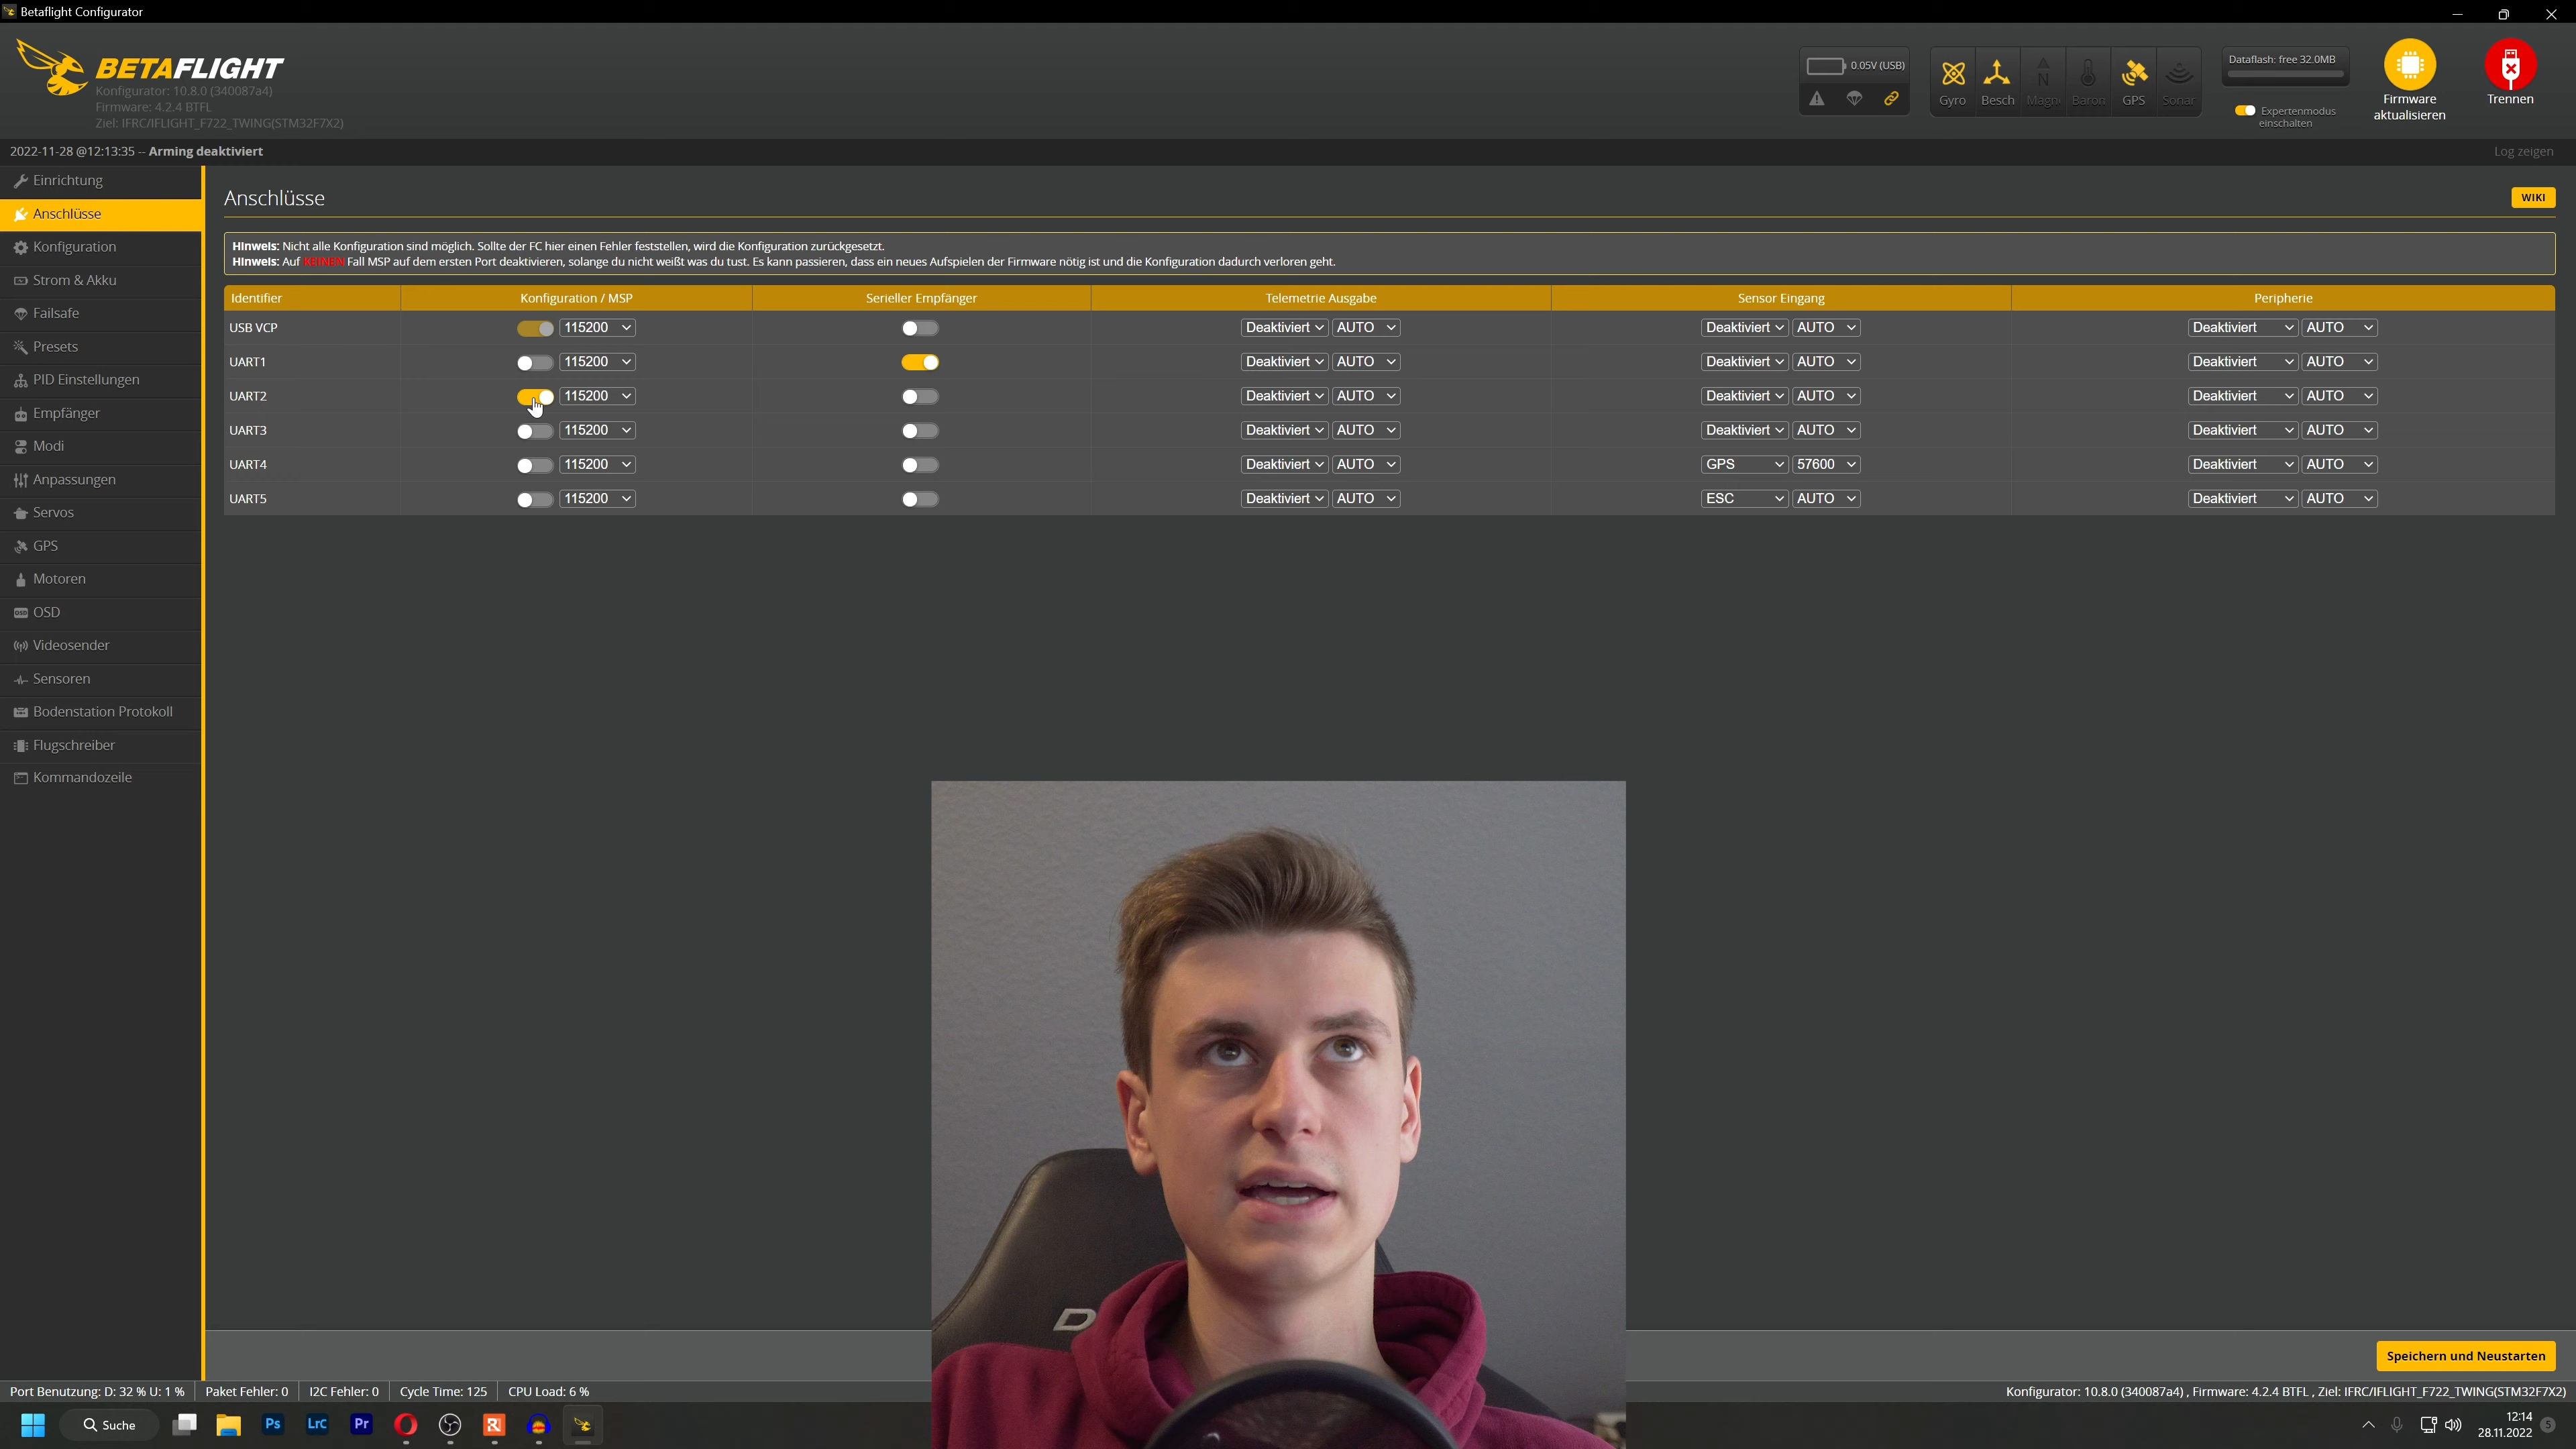 Betaflight Configurator
BETAFLIGHT
Konfigurator: 10.8.0 (340087a4)
Firmware: 4.2.4 BTFL
Ziel: IFRC/IFLIGHT_F722_TWING(STM32F7X2)
0.05V (USB)
Gyro Besch Magn Baron GPS Sonar
Dataflash: free 32.0MB
Expertenmodus
einschalten
Firmware
aktualisieren
Trennen
2022-11-28 @12:13:35 -- Arming deaktiviert
Log zeigen
Einrichtung
Anschlüsse
Konfiguration
Strom & Akku
Failsafe
Presets
PID Einstellungen
Empfänger
Modi
Anpassungen
Servos
GPS
Motoren
OSD
Videosender
Sensoren
Bodenstation Protokoll
Flugschreiber
Kommandozeile
Anschlüsse
WIKI
Hinweis: Nicht alle Konfiguration sind möglich. Sollte der FC hier einen Fehler feststellen, wird die Konfiguration zurückgesetzt.
Hinweis: Auf KEINEN Fall MSP auf dem ersten Port deaktivieren, solange du nicht weißt was du tust. Es kann passieren, dass ein neues Aufspielen der Firmware nötig ist und die Konfiguration dadurch verloren geht.
Identifier Konfiguration / MSP Serieller Empfänger Telemetrie Ausgabe Sensor Eingang Peripherie
USB VCP 115200 Deaktiviert AUTO Deaktiviert AUTO Deaktiviert AUTO
UART1 115200 Deaktiviert AUTO Deaktiviert AUTO Deaktiviert AUTO
UART2 115200 Deaktiviert AUTO Deaktiviert AUTO Deaktiviert AUTO
UART3 115200 Deaktiviert AUTO Deaktiviert AUTO Deaktiviert AUTO
UART4 115200 Deaktiviert AUTO GPS 57600 Deaktiviert AUTO
UART5 115200 Deaktiviert AUTO ESC AUTO Deaktiviert AUTO
D
Speichern und Neustarten
Port Benutzung: D: 32 % U: 1 % Paket Fehler: 0 I2C Fehler: 0 Cycle Time: 125 CPU Load: 6 %
Konfigurator: 10.8.0 (340087a4) , Firmware: 4.2.4 BTFL , Ziel: IFRC/IFLIGHT_F722_TWING(STM32F7X2)
Suche
Ps LrC Pr
12:14
28.11.2022
5